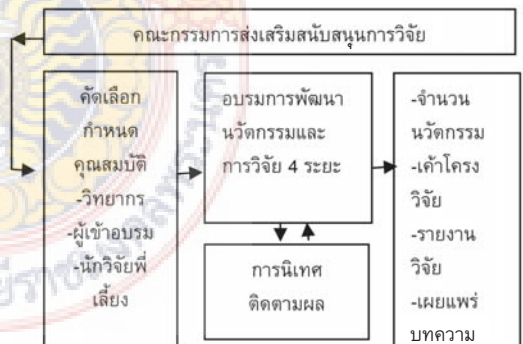 คณะกรรมการส่งเสริมสนับสนุนการวิจัย
คัดเลือก
กำหนด
คุณสมบัติ
-วิทยากร
-ผู้เข้าอบรม
-นักวิจัยพี่
เลี้ยง
อบรมการพัฒนา
นวัตกรรมและ
การวิจัย 4 ระยะ
การนิเทศ
ติดตามผล
-จำนวน
นวัตกรรม
-เค้าโครง
วิจัย
-รายงาน
วิจัย
-เผยแพร่
บทความ